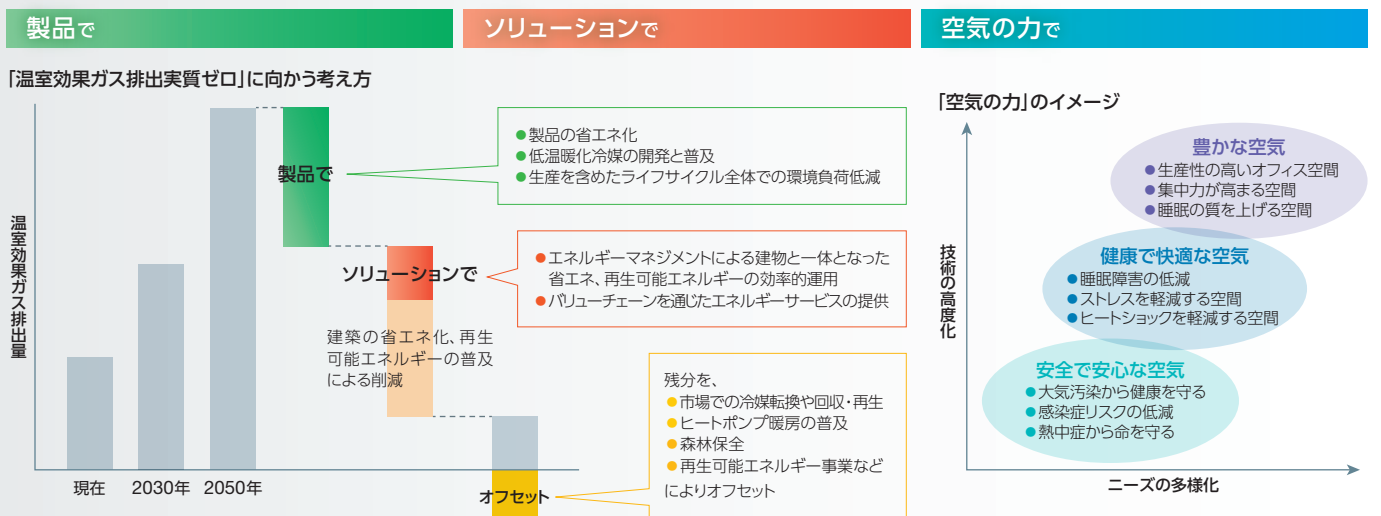 製品で
ソリューションで
空気の力で
「温室効果ガス排出実質ゼロ」に向かう考え方
温室効果ガス排出量
現在
2030年
2050年
製品で
●製品の省エネ化
●低温暖化冷媒の開発と普及
●生産を含めたライフサイクル全体での環境負荷低減
ソリューションで
●エネルギーマネジメントによる建物と一体となった
省エネ、再生可能エネルギーの効率的運用
●バリューチェーンを通じたエネルギーサービスの提供
建築の省エネ化、再生
可能エネルギーの普及
による削減
オフセット
残分を、
●市場での冷媒転換や回収・再生
●ヒートポンプ暖房の普及
●森林保全
●再生可能エネルギー事業など
によりオフセット
「空気の力」のイメージ
技術の高度化
豊かな空気
●生産性の高いオフィス空間
●集中力が高まる空間
●睡眠の質を上げる空間
健康で快適な空気
●睡眠障害の低減
●ストレスを軽減する空間
●ヒートショックを軽減する空間
安全で安心な空気
●大気汚染から健康を守る
●感染症リスクの低減
●熱中症から命を守る
ニーズの多様化